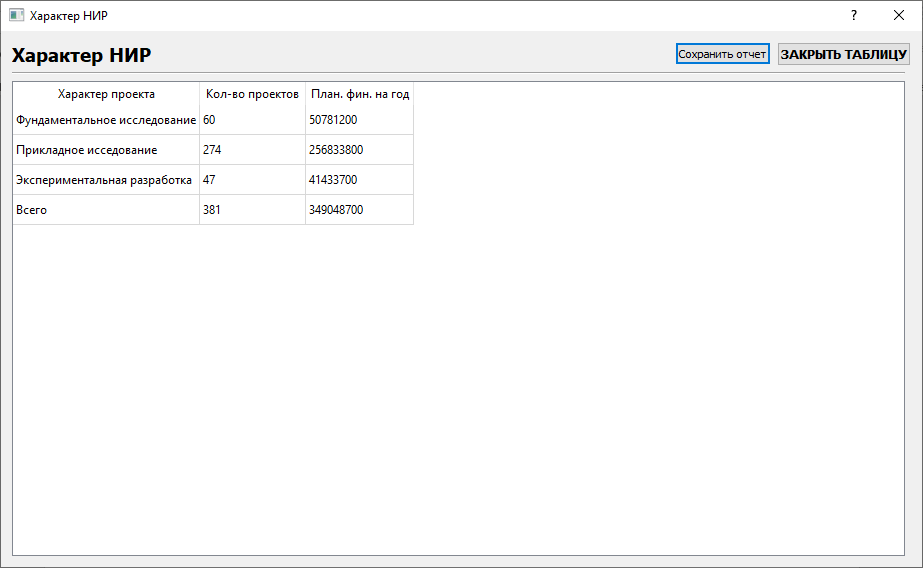 Характер НИР
?
Характер НИР
Сохранить отчет
ЗАКРЫТЬ ТАБЛИЦУ
Характер проекта Кол-во проектов План. фин. на год
Фундаментальное исследование 60 50781200
Прикладное исседование 274 256833800
Экспериментальная разработка 47 41433700
Всего 381 349048700